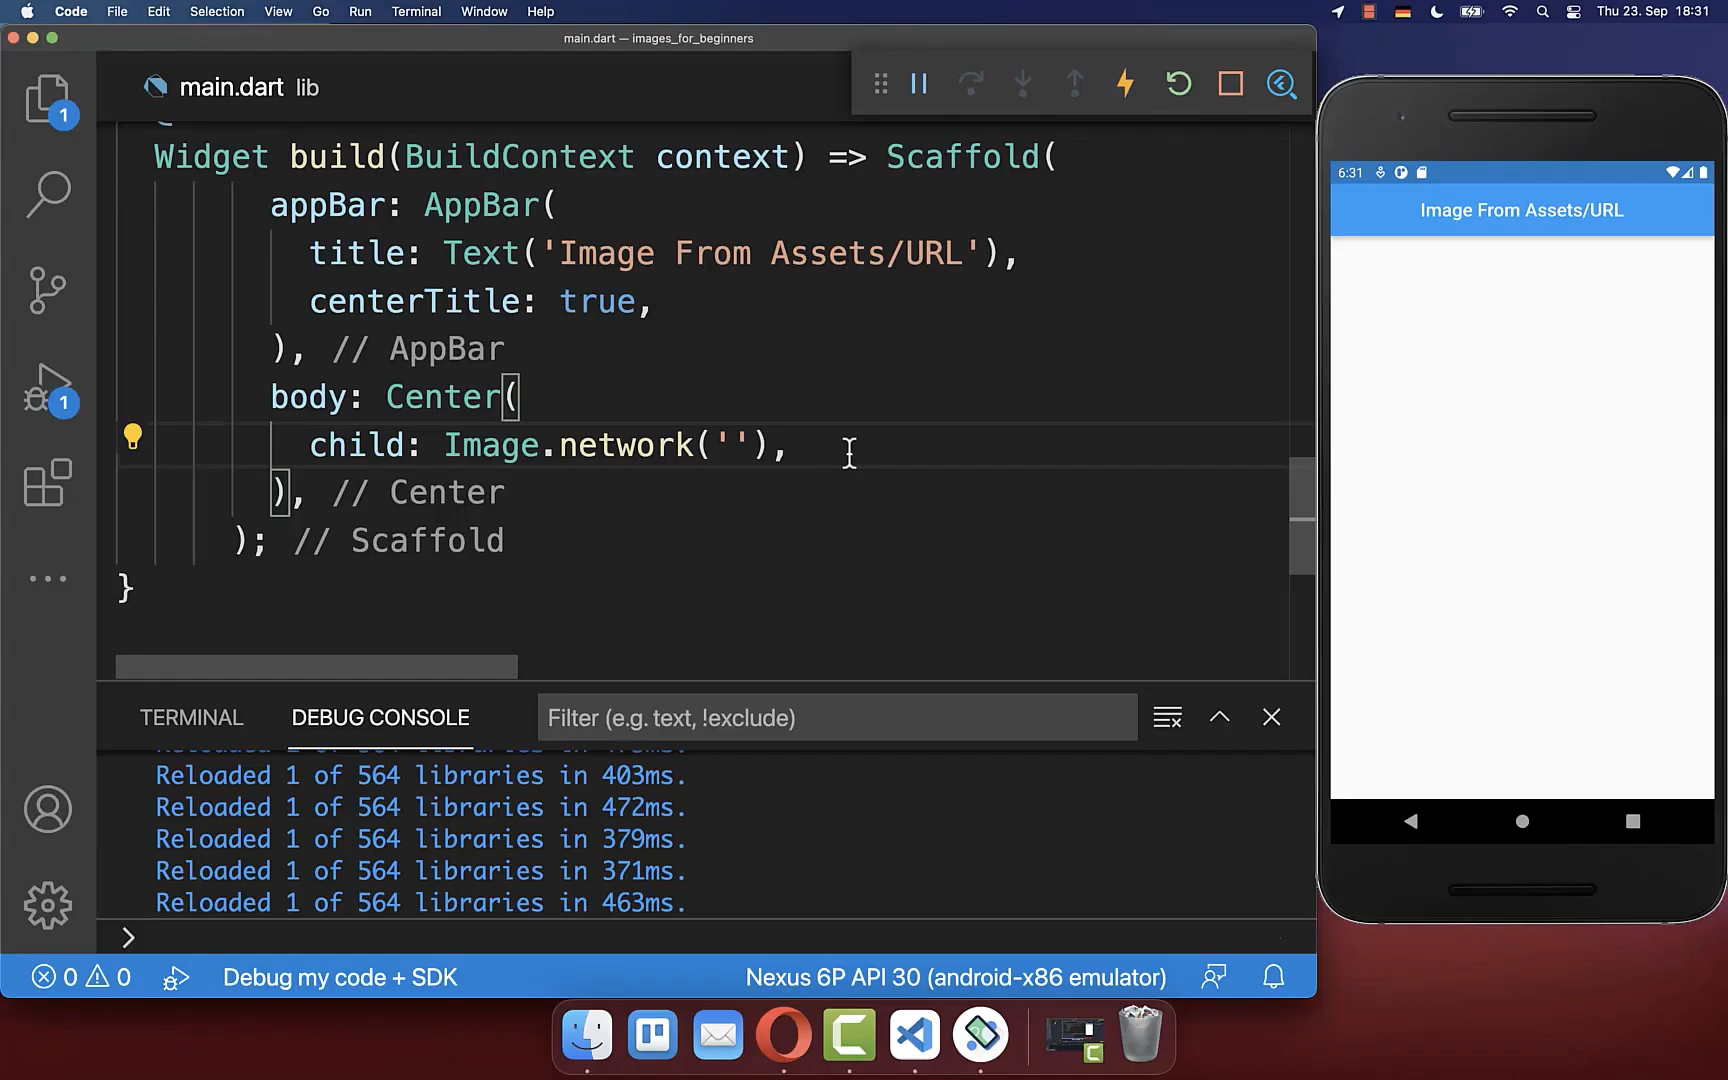 Code File Edit Selection View Go Run Terminal Window Help Thu 23. Sep 18:31
main.dart — images_for_beginners
main.dart lib
1
Widget build(BuildContext context) => Scaffold(
appBar: AppBar(
title: Text('Image From Assets/URL'),
centerTitle: true,
), // AppBar
body: Center(
child: Image.network(''),
), // Center
); // Scaffold
}
1
TERMINAL DEBUG CONSOLE Filter (e.g. text, !exclude)
Reloaded 1 of 564 libraries in 403ms.
Reloaded 1 of 564 libraries in 472ms.
Reloaded 1 of 564 libraries in 379ms.
Reloaded 1 of 564 libraries in 371ms.
Reloaded 1 of 564 libraries in 463ms.
0 0 Debug my code + SDK Nexus 6P API 30 (android-x86 emulator)
6:31
Image From Assets/URL